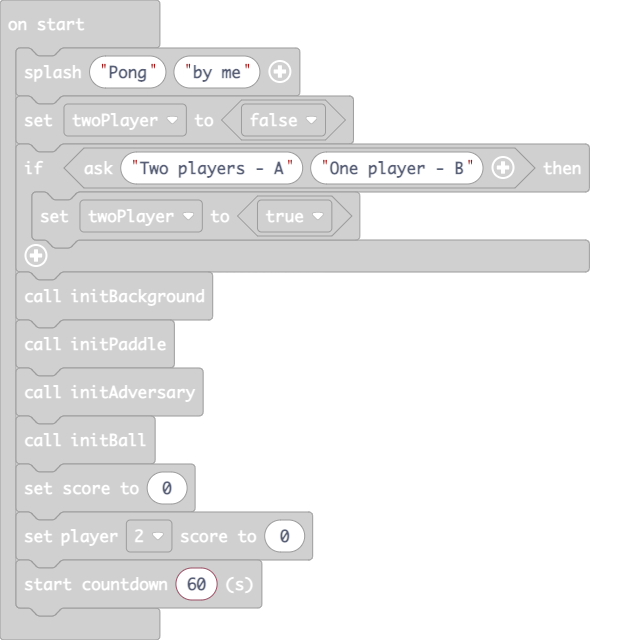 on start
splash "Pong" "by me"
set twoPlayer to false
if ask "Two players - A" "One player - B" then
set twoPlayer to true
call initBackground
call initPaddle
call initAdversary
call initBall
set score to 0
set player 2 score to 0
start countdown 60 (s)